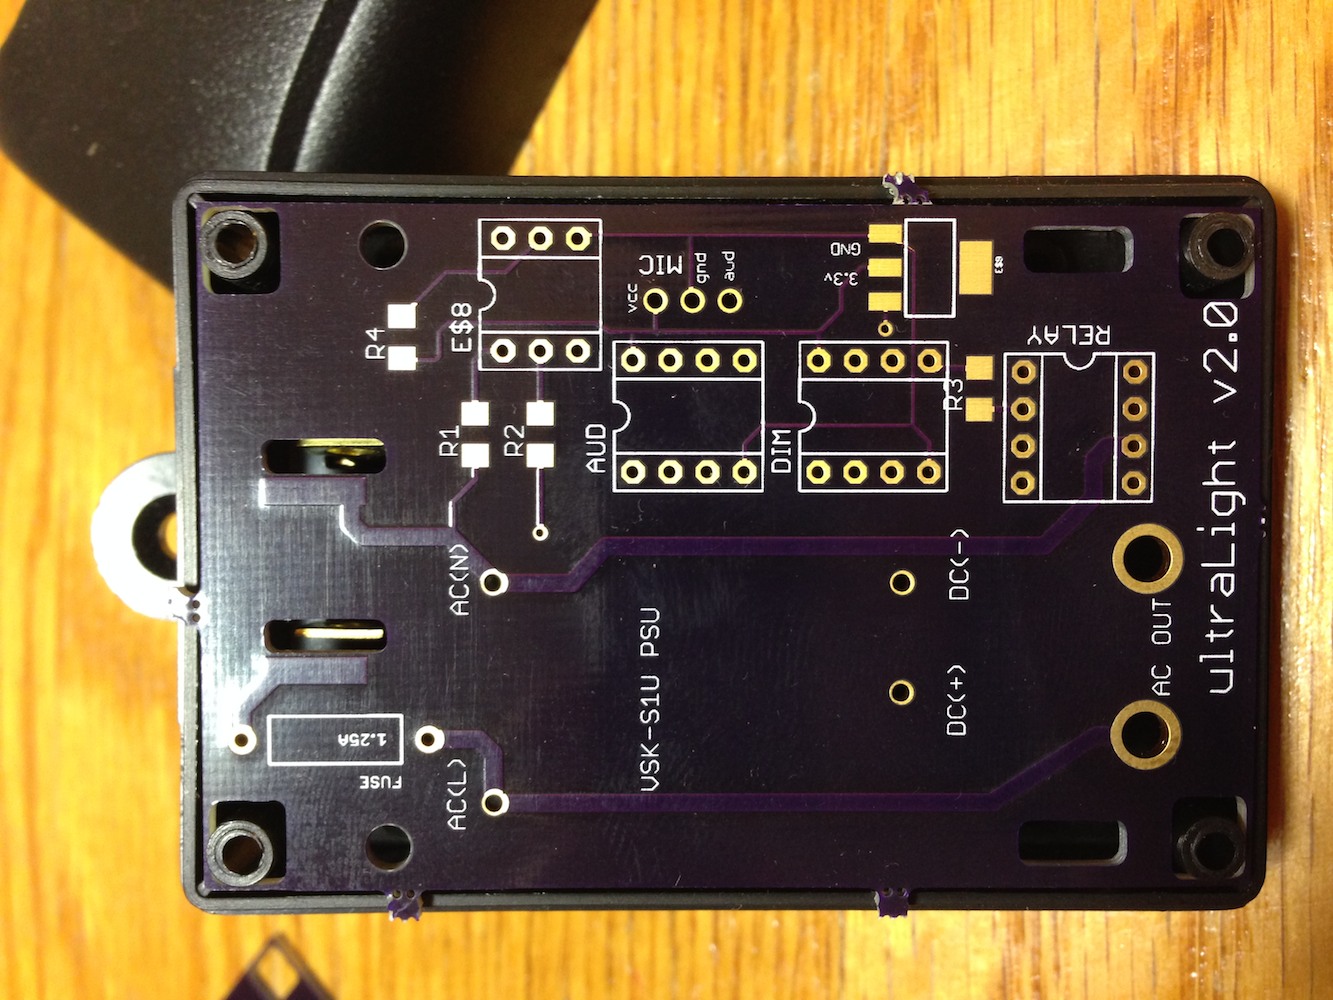 FUSE
1.25A
R4
AC(L)
AC(N)
R1
E$8
R2
AUD
vcc
MIC
VSK-S1U PSU
gnd
aud
DIM
3.3v
GND
DC(+)
DC(-)
R3
E$9
RELAY
AC OUT
ultraLight v2.0